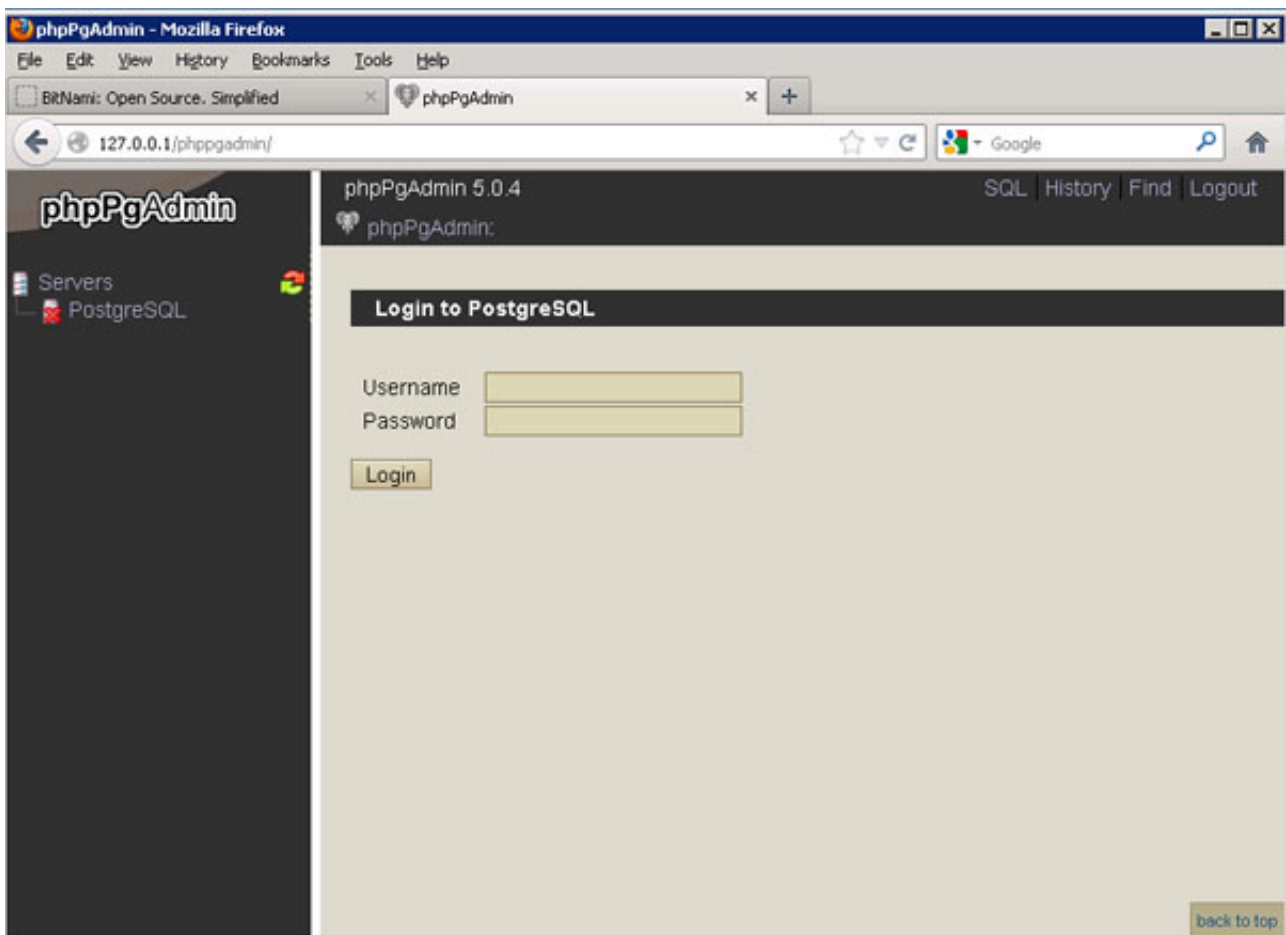 phpPgAdmin - Mozilla Firefox
File Edit View History Bookmarks Tools Help
BitNami: Open Source. Simplified phpPgAdmin
127.0.0.1/phppgadmin/ Google
phpPgAdmin
Servers
PostgreSQL
phpPgAdmin 5.0.4
SQL History Find Logout
phpPgAdmin:
Login to PostgreSQL
Username
Password
Login
back to top